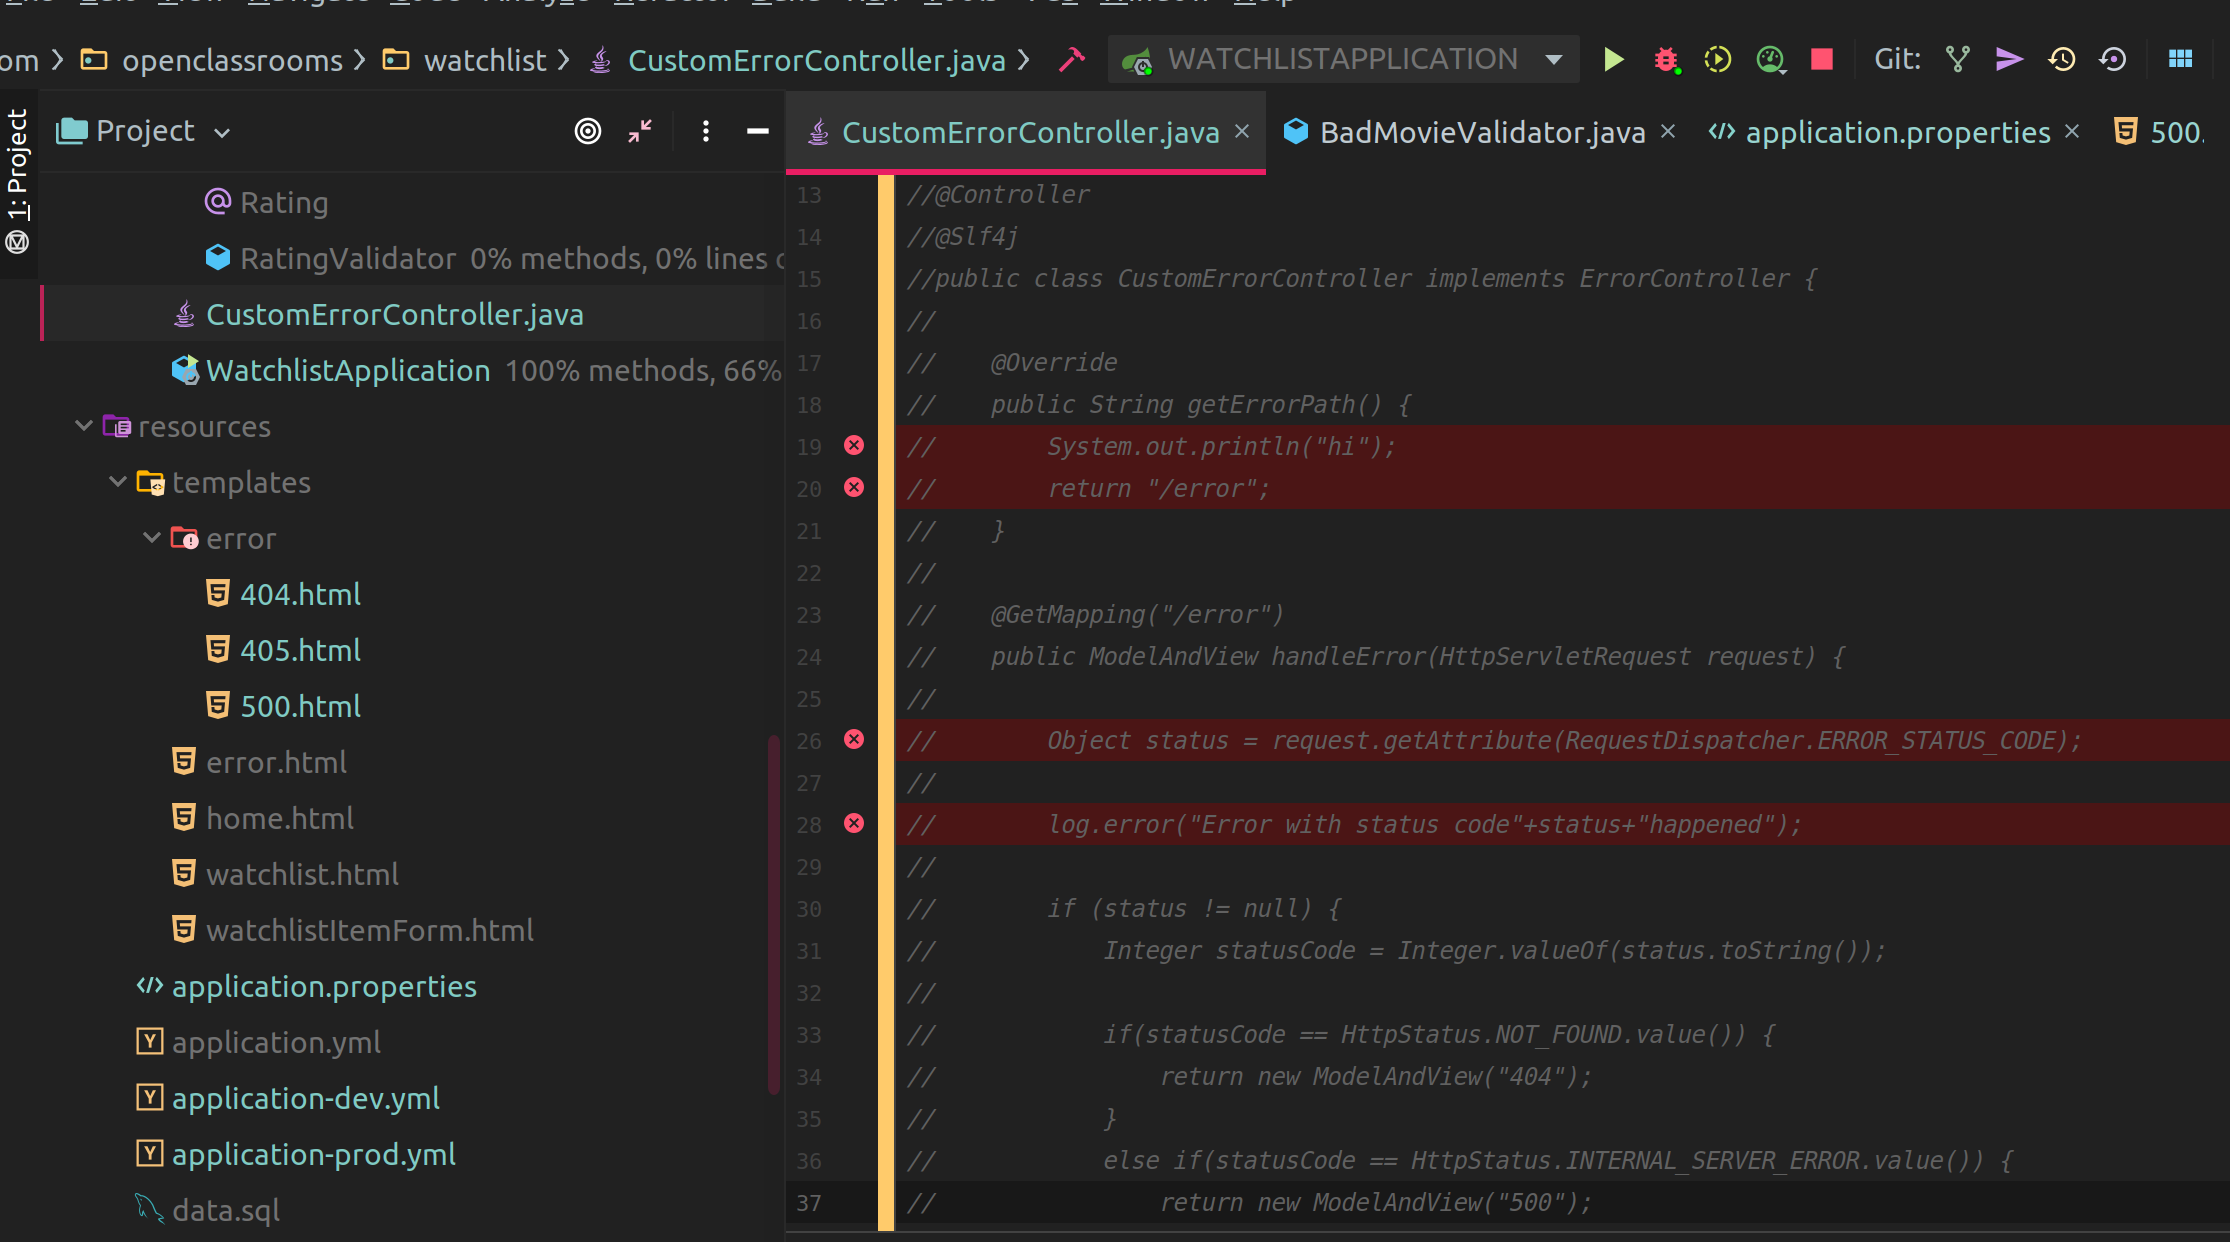 om openclassrooms watchlist CustomErrorController.java WATCHLISTAPPLICATION Git:
1: Project
Project
CustomErrorController.java BadMovieValidator.java application.properties 500.
Rating
RatingValidator 0% methods, 0% lines
CustomErrorController.java
WatchlistApplication 100% methods, 66%
resources
templates
error
404.html
405.html
500.html
error.html
home.html
watchlist.html
watchlistItemForm.html
application.properties
application.yml
application-dev.yml
application-prod.yml
data.sql
13 //@Controller
14 //@Slf4j
15 //public class CustomErrorController implements ErrorController {
16 //
17 //    @Override
18 //    public String getErrorPath() {
19 //        System.out.println("hi");
20 //        return "/error";
21 //    }
22 //
23 //    @GetMapping("/error")
24 //    public ModelAndView handleError(HttpServletRequest request) {
25 //
26 //        Object status = request.getAttribute(RequestDispatcher.ERROR_STATUS_CODE);
27 //
28 //        log.error("Error with status code"+status+"happened");
29 //
30 //        if (status != null) {
31 //            Integer statusCode = Integer.valueOf(status.toString());
32 //
33 //            if(statusCode == HttpStatus.NOT_FOUND.value()) {
34 //                return new ModelAndView("404");
35 //            }
36 //            else if(statusCode == HttpStatus.INTERNAL_SERVER_ERROR.value()) {
37 //                return new ModelAndView("500");